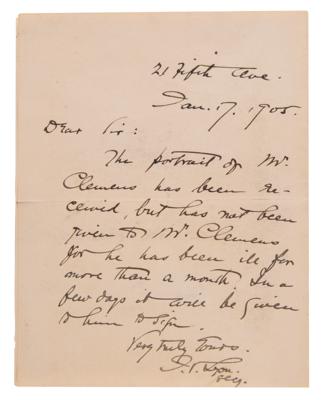 21 Fifth Ave.
Jan. 17. 1905.
Dear Sir:
The portrait of Mr.
Clemens has been re-
ceived, but has not been
given to Mr. Clemens
for he has been ill for
more than a month. In a
few days it will be given
to him to sign.
Very truly Yours.
I. V. Lyon.
secy.